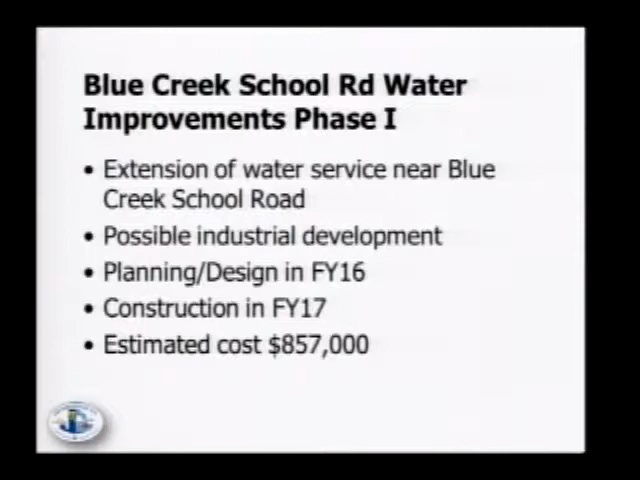 Blue Creek School Rd Water
Improvements Phase I
• Extension of water service near Blue
Creek School Road
• Possible industrial development
• Planning/Design in FY16
• Construction in FY17
• Estimated cost $857,000